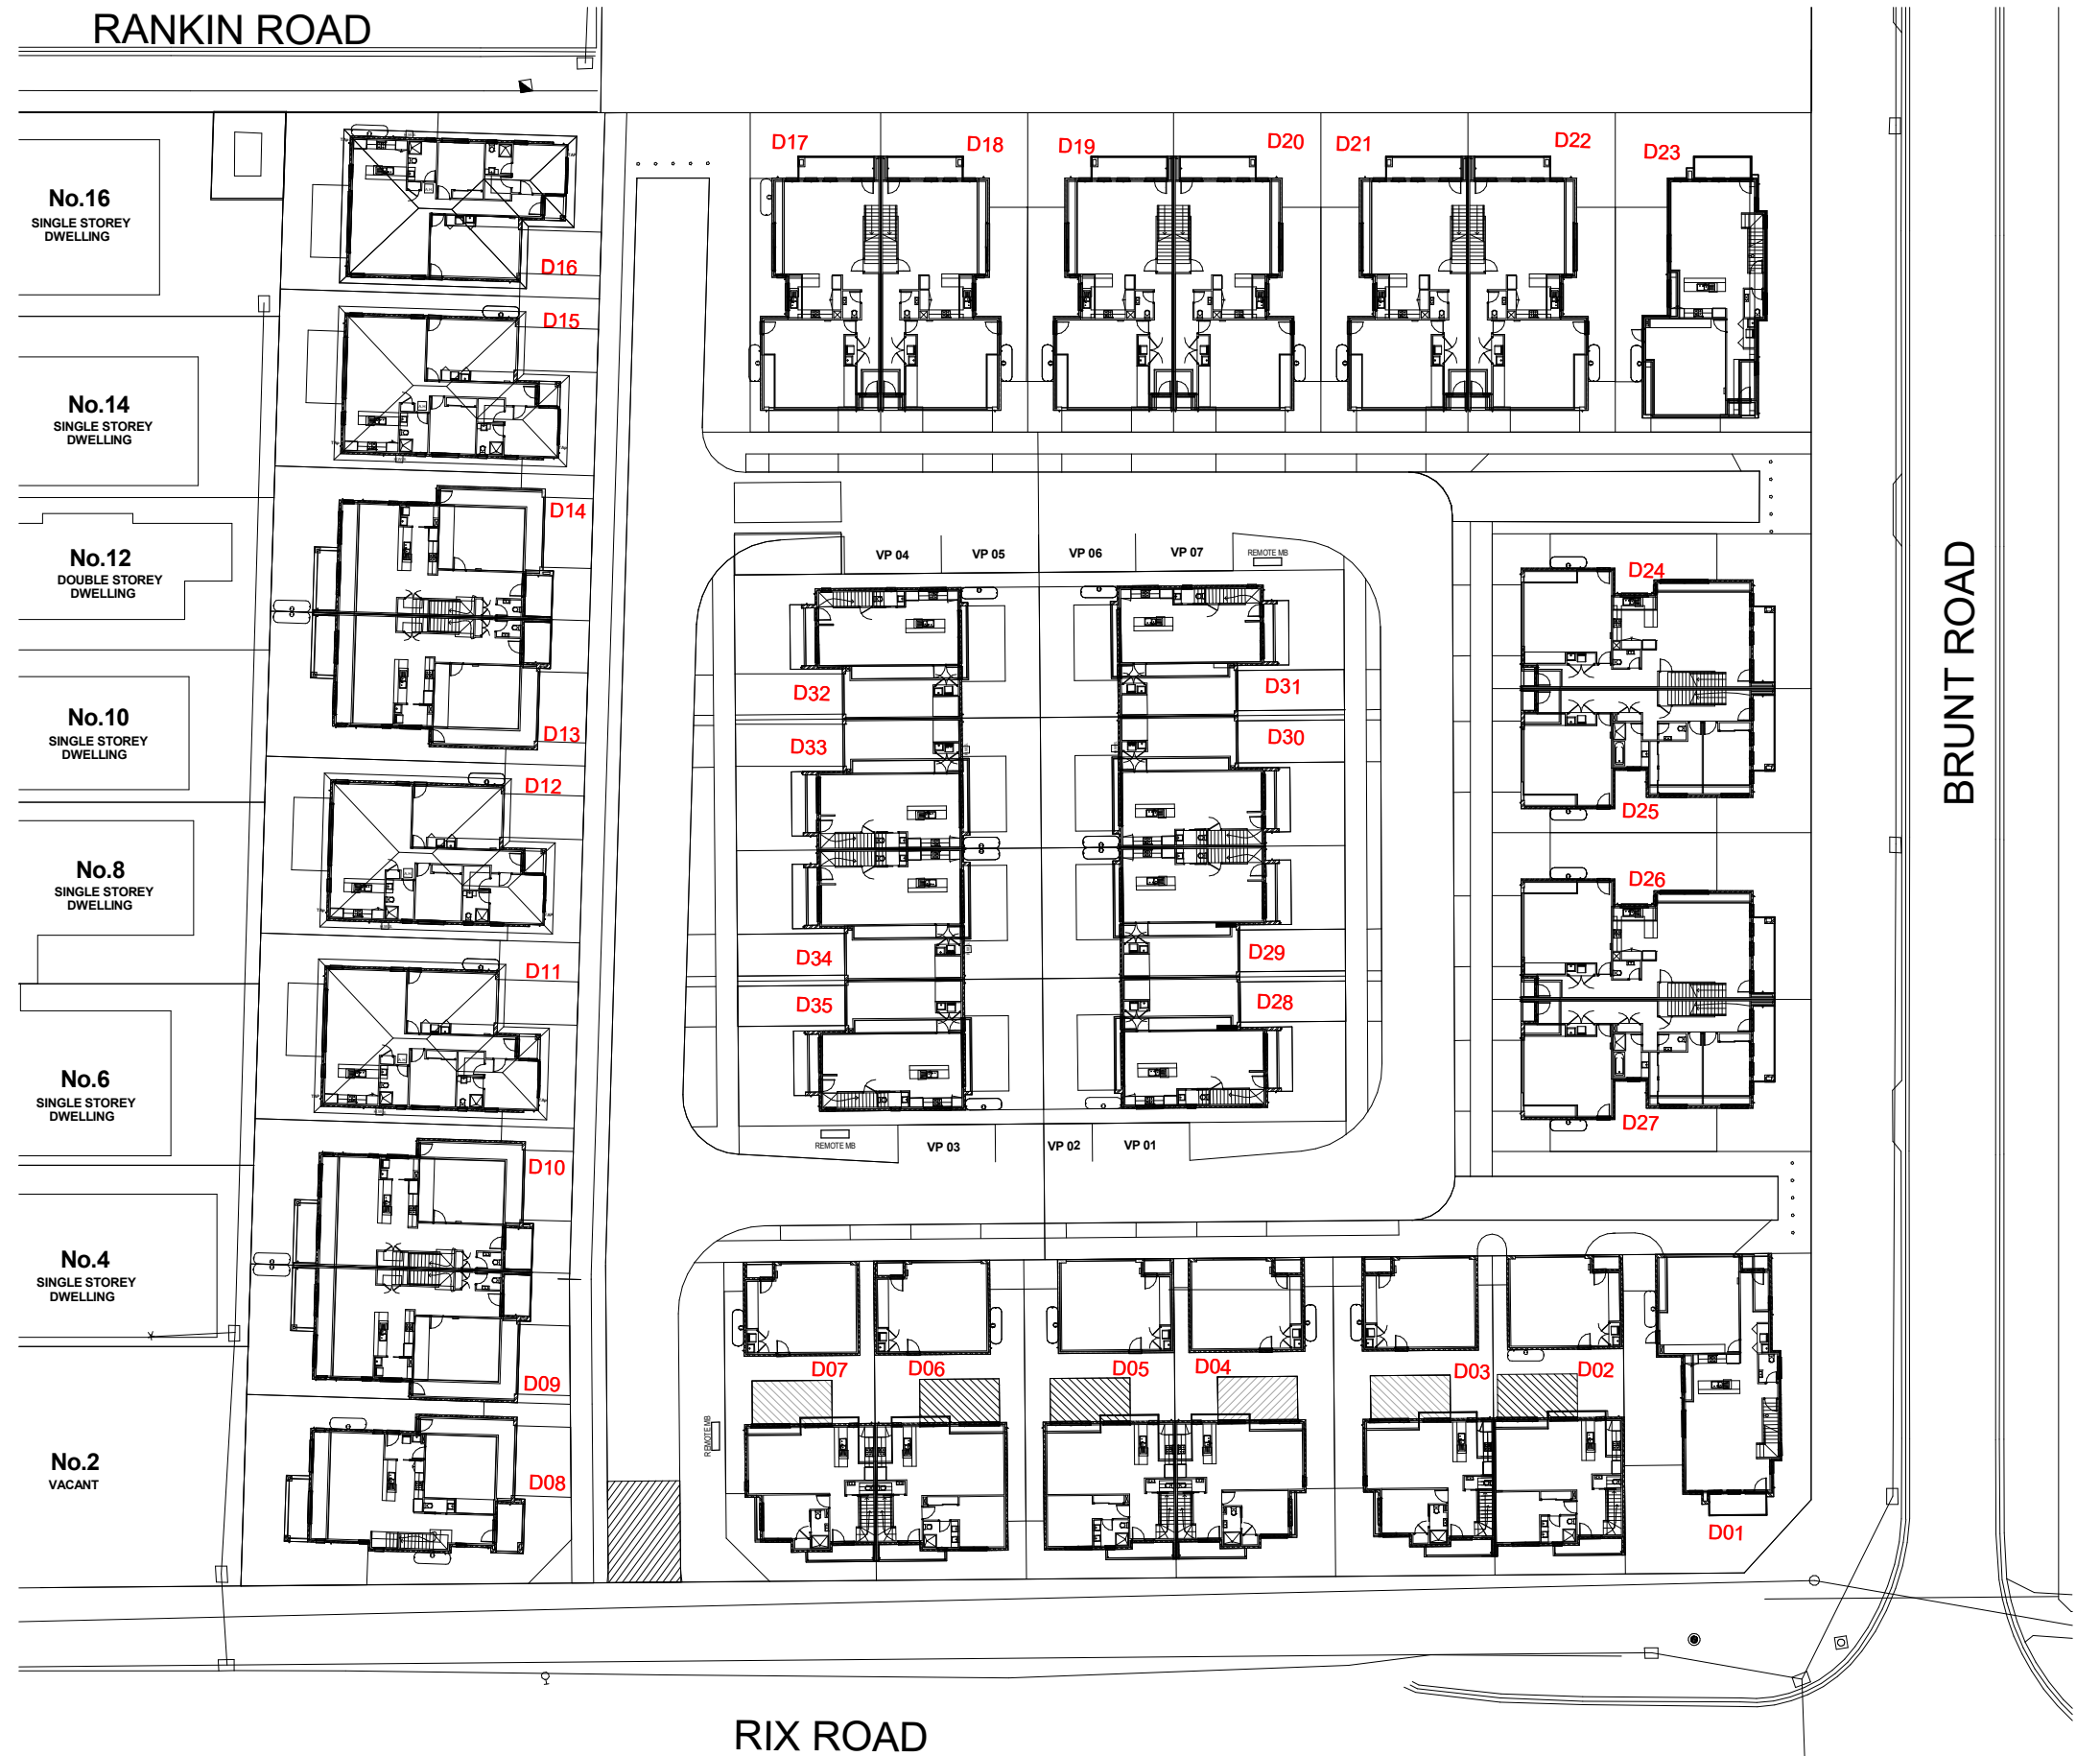 RANKIN ROAD
D17
D18
D19
D20
D21
D22
D23
No.16
SINGLE STOREY
DWELLING
D16
D15
No.14
SINGLE STOREY
DWELLING
D14
No.12
DOUBLE STOREY
DWELLING
VP 04
VP 05
VP 06
VP 07
REMOTE MB
D24
BRUNT ROAD
D32
D31
No.10
SINGLE STOREY
DWELLING
D13
D33
D30
D12
D25
No.8
SINGLE STOREY
DWELLING
D26
D11
D34
D29
D35
D28
No.6
SINGLE STOREY
DWELLING
D27
REMOTE MB
VP 03
VP 02
VP 01
D10
No.4
SINGLE STOREY
DWELLING
D09
D07
D06
D05
D04
D03
D02
REMOTE MB
No.2
VACANT
D08
D01
RIX ROAD